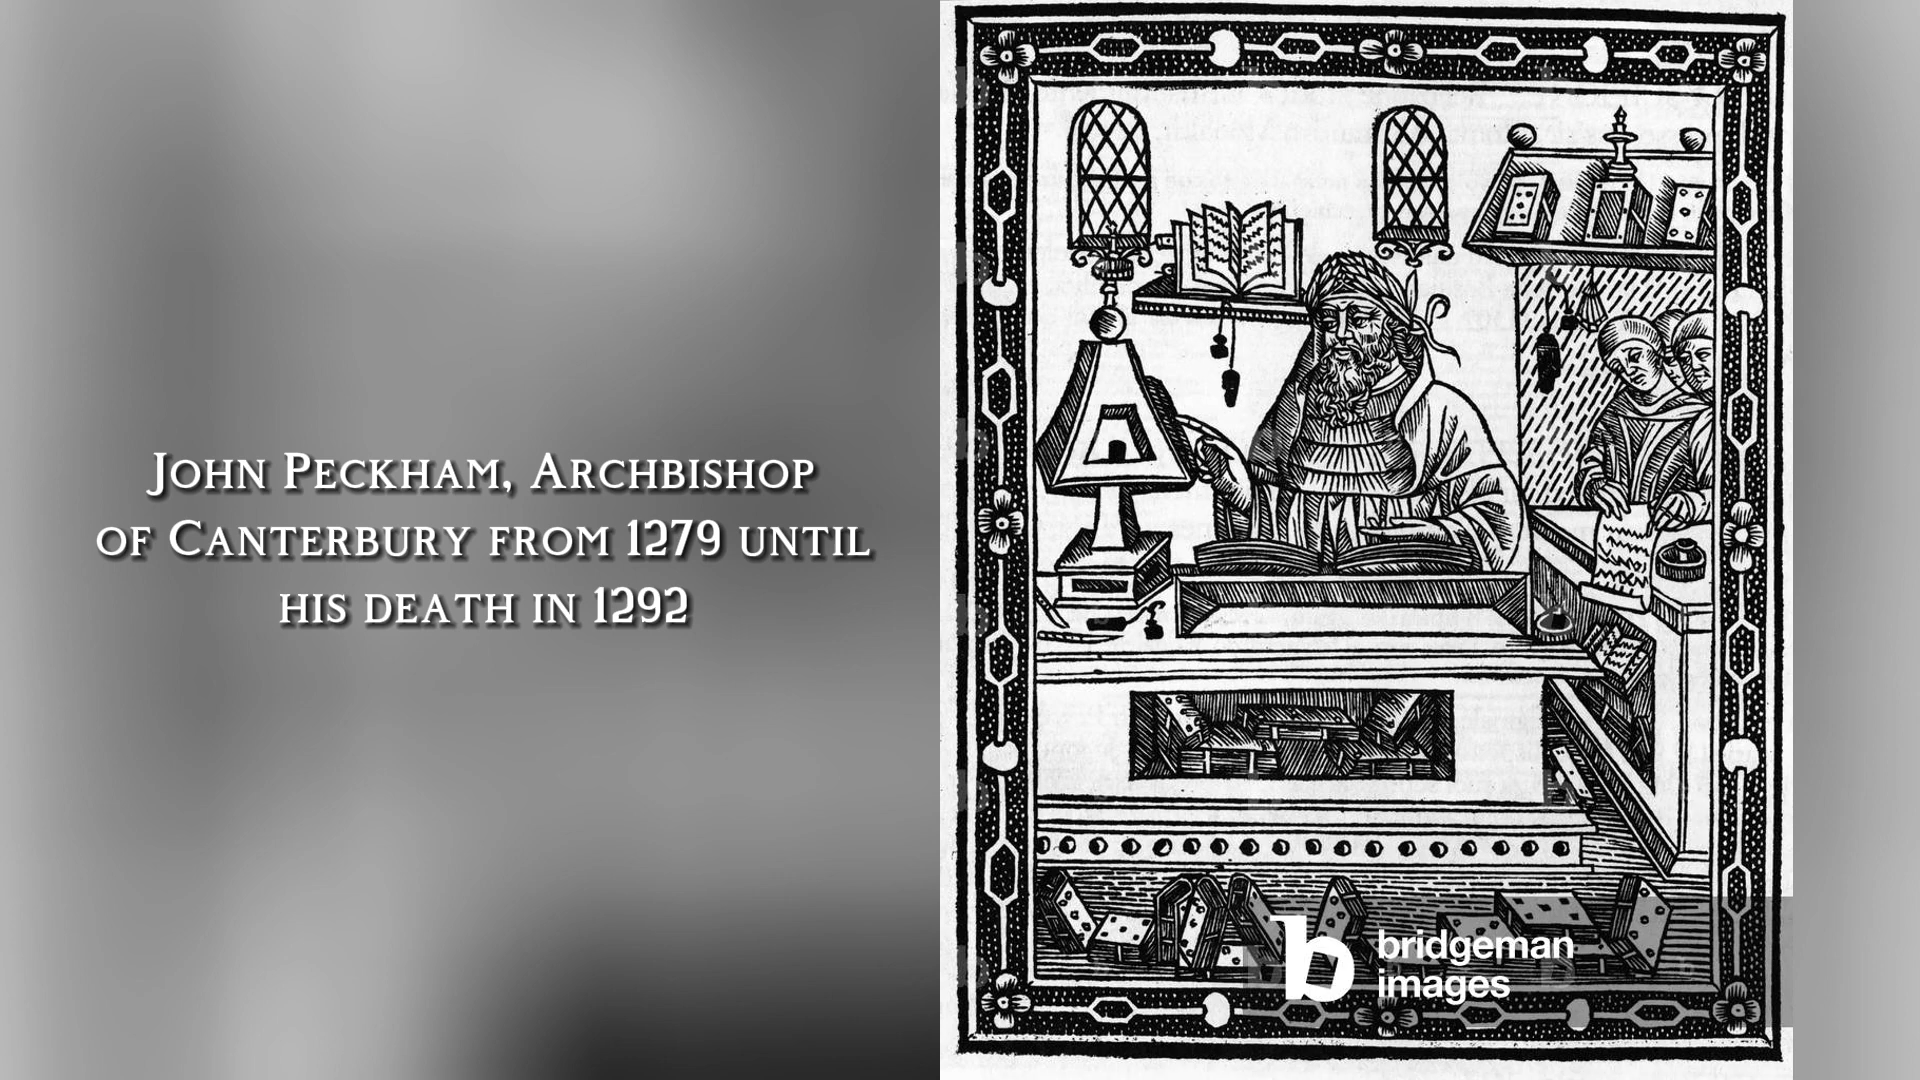 John Peckham, Archbishop
of Canterbury from 1279 until
his death in 1292
bridgeman
images